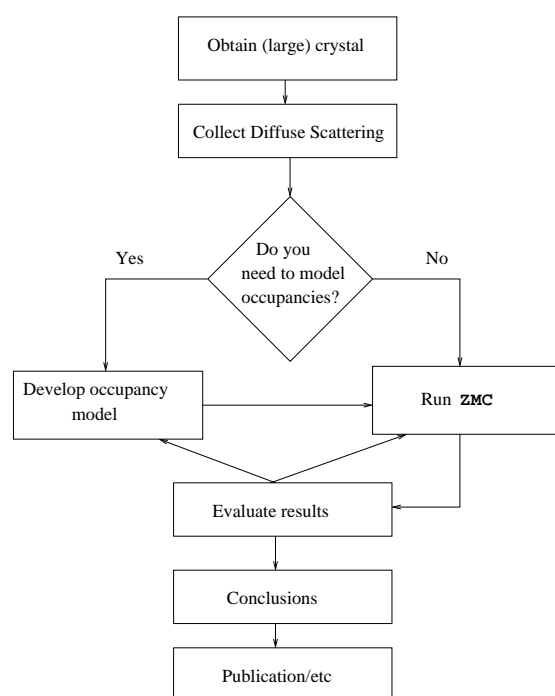 Obtain (large) crystal
Collect Diffuse Scattering
Do you
need to model
occupancies?
Yes
No
Develop occupancy
model
Run ZMC
Evaluate results
Conclusions
Publication/etc